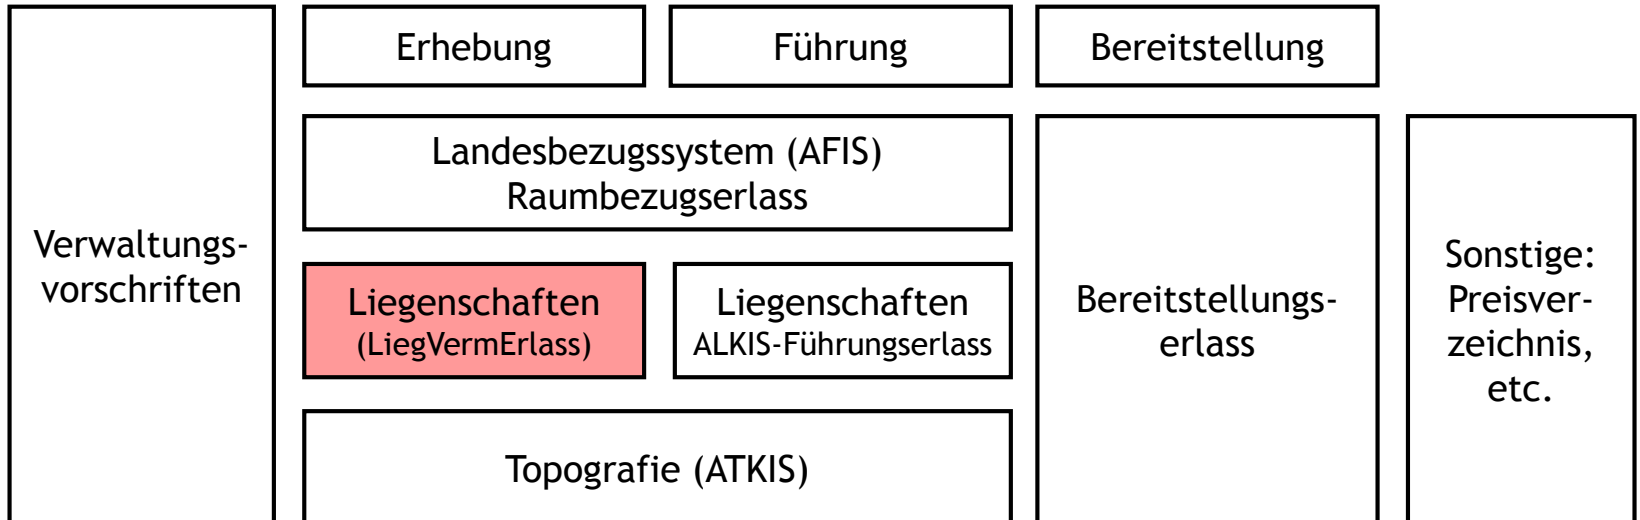 Verwaltungs-
vorschriften
Erhebung
Führung
Bereitstellung
Landesbezugssystem (AFIS)
Raumbezugserlass
Liegenschaften
(LiegVermErlass)
Liegenschaften
ALKIS-Führungserlass
Topografie (ATKIS)
Bereitstellungs-
erlass
Sonstige:
Preisver-
zeichnis,
etc.